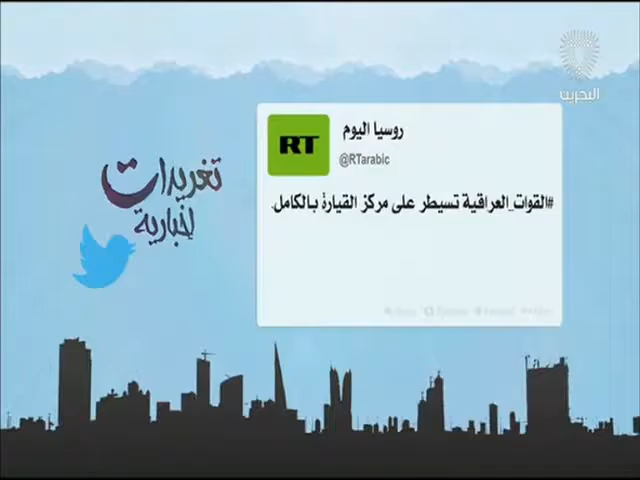 البحرين
تغريدات
إخبارية
RT
روسيا اليوم
@RTarabic
#القوات_العراقية تسيطر على مركز القيارة بالكامل.